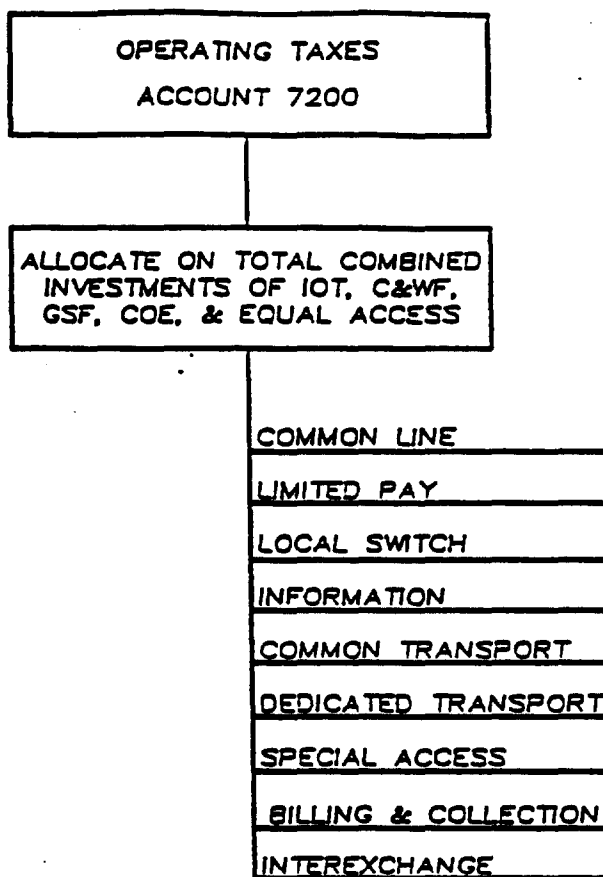 OPERATING TAXES
ACCOUNT 7200
ALLOCATE ON TOTAL COMBINED
INVESTMENTS OF IOT, C&WF,
GSF, COE, & EQUAL ACCESS
COMMON LINE
LIMITED PAY
LOCAL SWITCH
INFORMATION
COMMON TRANSPORT
DEDICATED TRANSPORT
SPECIAL ACCESS
BILLING & COLLECTION
INTEREXCHANGE